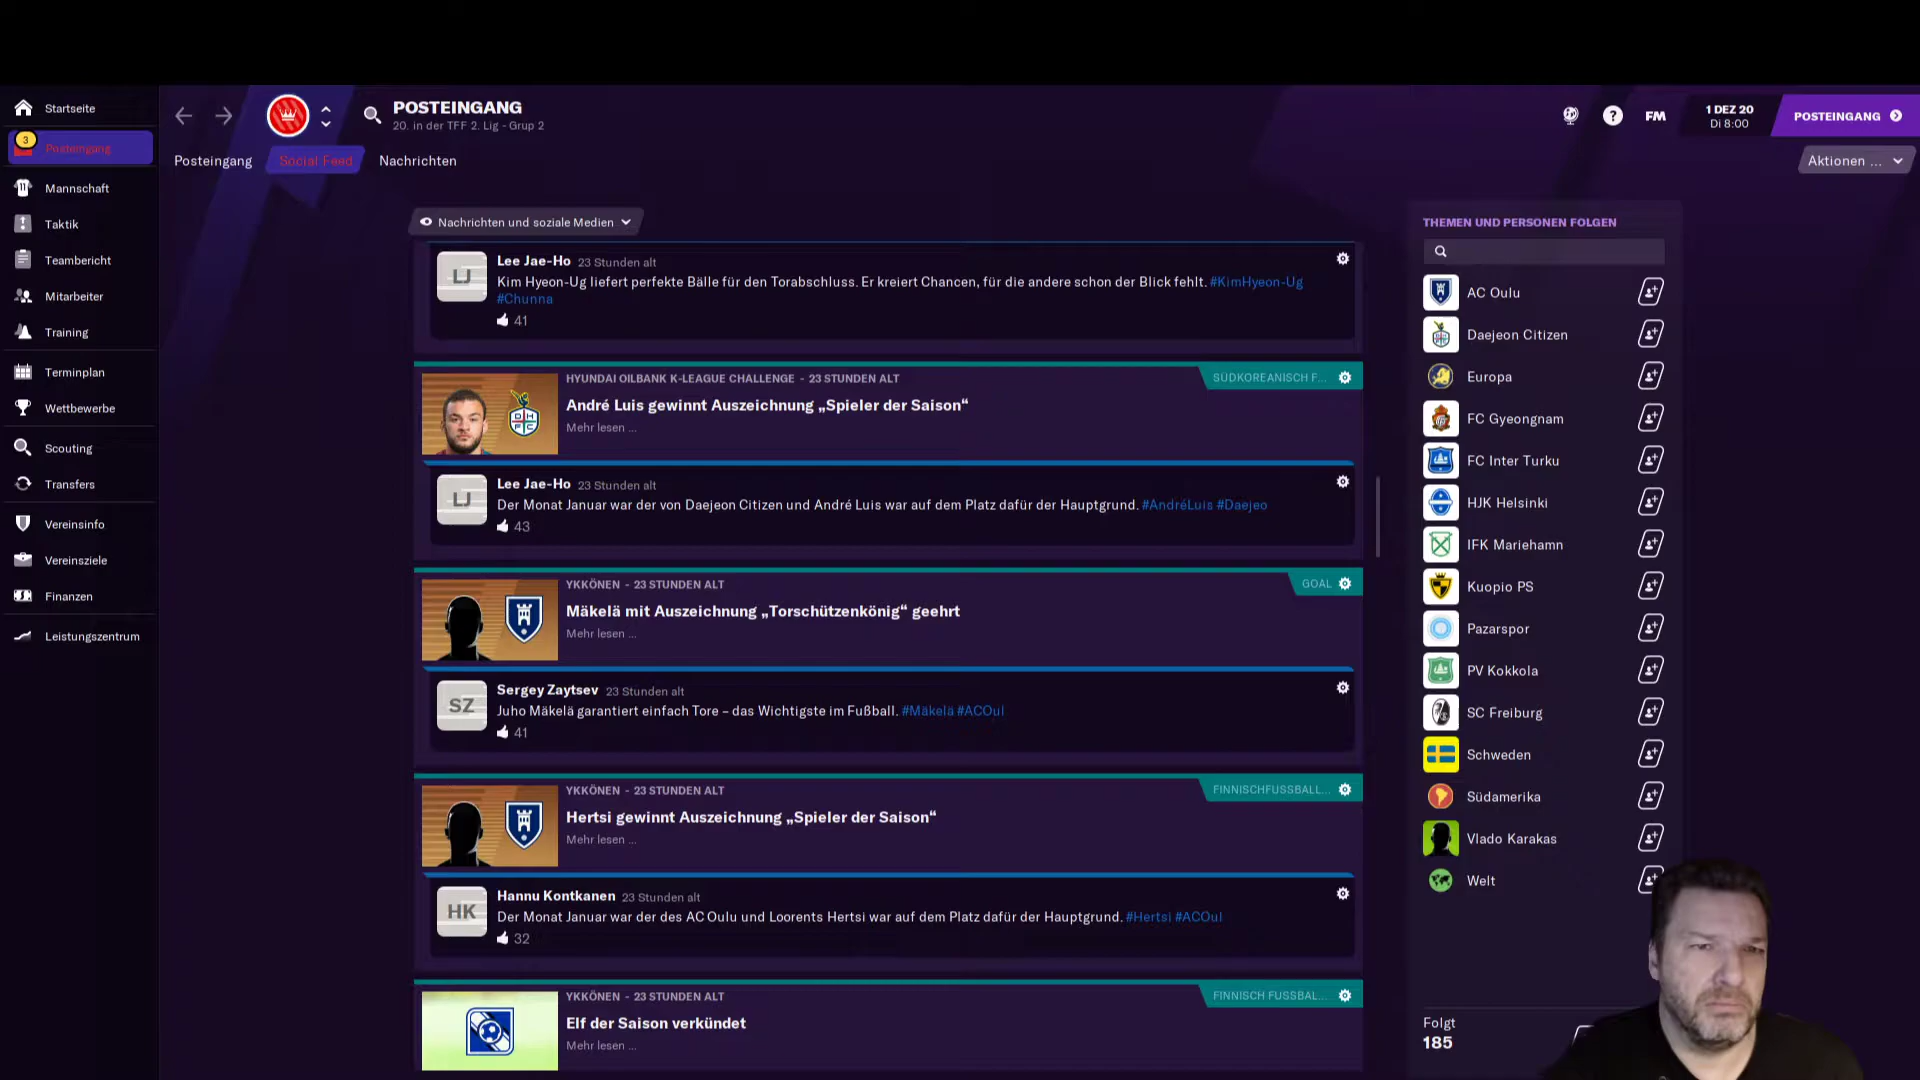 Startseite
3
Posteingang
Mannschaft
Taktik
Teambericht
Mitarbeiter
Training
Terminplan
Wettbewerbe
Scouting
Transfers
Vereinsinfo
Vereinsziele
Finanzen
Leistungszentrum
POSTEINGANG
20. in der TFF 2. Lig - Grup 2
FM
1 DEZ 20
Di 8:00
POSTEINGANG
Posteingang
Social Feed
Nachrichten
Aktionen ...
Nachrichten und soziale Medien
LJ
Lee Jae-Ho 23 Stunden alt
Kim Hyeon-Ug liefert perfekte Bälle für den Torabschluss. Er kreiert Chancen, für die andere schon der Blick fehlt. #KimHyeon-Ug
#Chunna
41
HYUNDAI OILBANK K-LEAGUE CHALLENGE - 23 STUNDEN ALT
SÜDKOREANISCH F...
André Luis gewinnt Auszeichnung „Spieler der Saison“
Mehr lesen ...
LJ
Lee Jae-Ho 23 Stunden alt
Der Monat Januar war der von Daejeon Citizen und André Luis war auf dem Platz dafür der Hauptgrund. #AndréLuis #Daejeo
43
YKKÖNEN - 23 STUNDEN ALT
GOAL
Mäkelä mit Auszeichnung „Torschützenkönig“ geehrt
Mehr lesen ...
SZ
Sergey Zaytsev 23 Stunden alt
Juho Mäkelä garantiert einfach Tore – das Wichtigste im Fußball. #Mäkelä #ACOul
41
YKKÖNEN - 23 STUNDEN ALT
FINNISCHFUSSBALL...
Hertsi gewinnt Auszeichnung „Spieler der Saison“
Mehr lesen ...
HK
Hannu Kontkanen 23 Stunden alt
Der Monat Januar war der des AC Oulu und Loorents Hertsi war auf dem Platz dafür der Hauptgrund. #Hertsi #ACOul
32
YKKÖNEN - 23 STUNDEN ALT
FINNISCH FUSSBAL...
Elf der Saison verkündet
Mehr lesen ...
THEMEN UND PERSONEN FOLGEN
AC Oulu
Daejeon Citizen
Europa
FC Gyeongnam
FC Inter Turku
HJK Helsinki
IFK Mariehamn
Kuopio PS
Pazarspor
PV Kokkola
SC Freiburg
Schweden
Südamerika
Vlado Karakas
Welt
Folgt
185